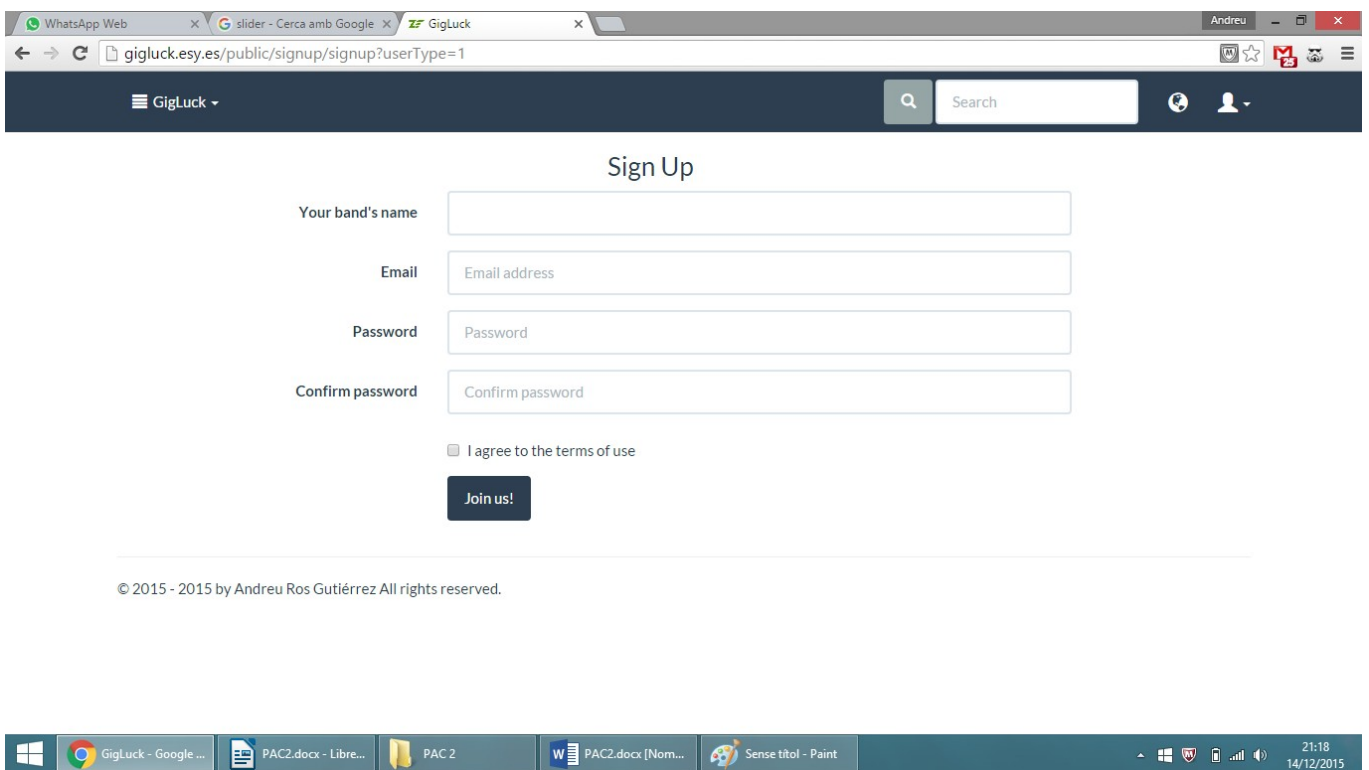 WhatsApp Web
slider - Cerca amb Google
GigLuck
Andreu
gigluck.esy.es/public/signup/signup?userType=1
25
GigLuck
Search
Sign Up
Your band's name
Email
Email address
Password
Password
Confirm password
Confirm password
I agree to the terms of use
Join us!
© 2015 - 2015 by Andreu Ros Gutiérrez All rights reserved.
GigLuck - Google ...
PAC2.docx - Libre...
PAC 2
PAC2.docx [Nom...
Sense títol - Paint
21:18
14/12/2015